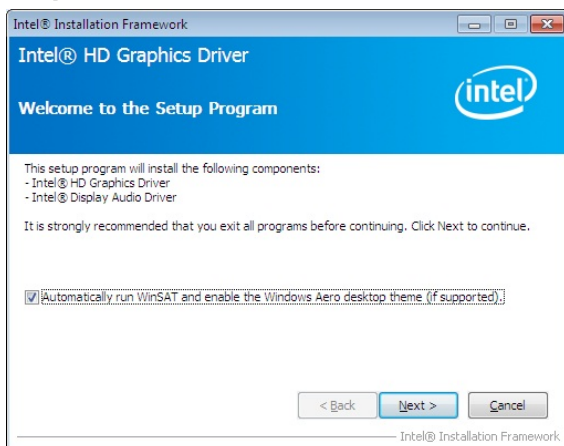 Intel® Installation Framework
Intel® HD Graphics Driver
intel®
Welcome to the Setup Program
This setup program will install the following components:
- Intel® HD Graphics Driver
- Intel® Display Audio Driver
It is strongly recommended that you exit all programs before continuing. Click Next to continue.
Automatically run WinSAT and enable the Windows Aero desktop theme (if supported).
< Back
Next >
Cancel
Intel® Installation Framework